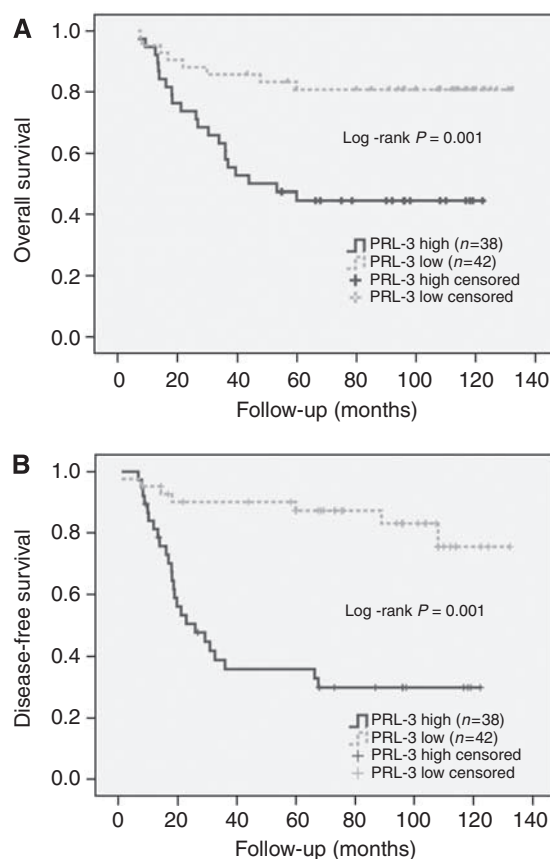 A
1.0
0.8
0.6
0.4
0.2
0.0
Overall survival
Log -rank P = 0.001
PRL-3 high (n=38)
PRL-3 low (n=42)
PRL-3 high censored
PRL-3 low censored
0 20 40 60 80 100 120 140
Follow-up (months)
B
1.0
0.8
0.6
0.4
0.2
0.0
Disease-free survival
Log -rank P = 0.001
PRL-3 high (n=38)
PRL-3 low (n=42)
PRL-3 high censored
PRL-3 low censored
0 20 40 60 80 100 120 140
Follow-up (months)